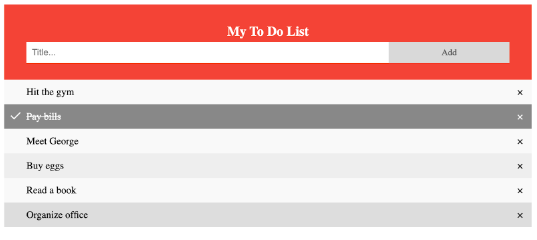 My To Do List
Title... Add
Hit the gym ×
Pay bills ×
Meet George ×
Buy eggs ×
Read a book ×
Organize office ×